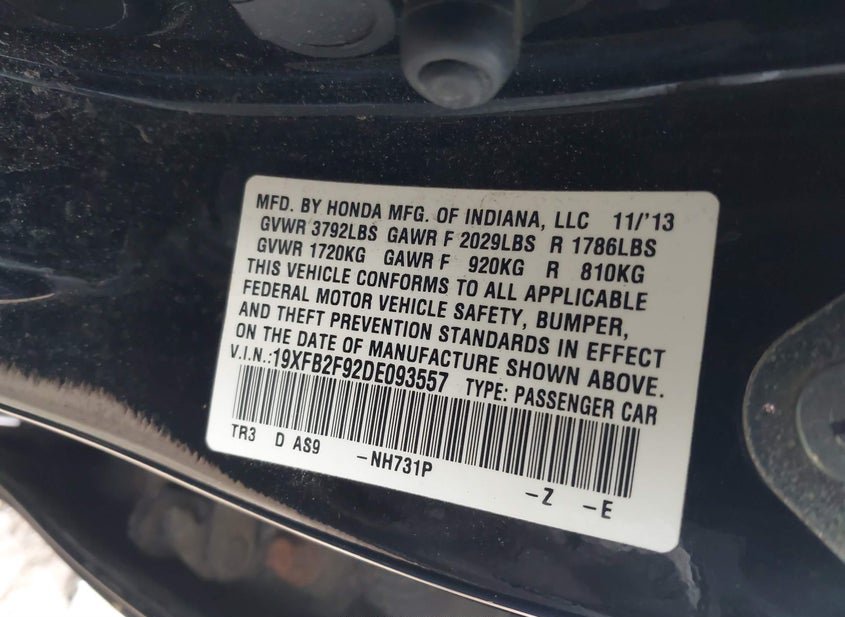 MFD. BY HONDA MFG. OF INDIANA, LLC 11/'13
GVWR 3792LBS GAWR F 2029LBS R 1786LBS
GVWR 1720KG GAWR F 920KG R 810KG
THIS VEHICLE CONFORMS TO ALL APPLICABLE
FEDERAL MOTOR VEHICLE SAFETY, BUMPER,
AND THEFT PREVENTION STANDARDS IN EFFECT
ON THE DATE OF MANUFACTURE SHOWN ABOVE.
V.I.N.:19XFB2F92DE093557 TYPE: PASSENGER CAR
TR3 D AS9 -NH731P -Z -E